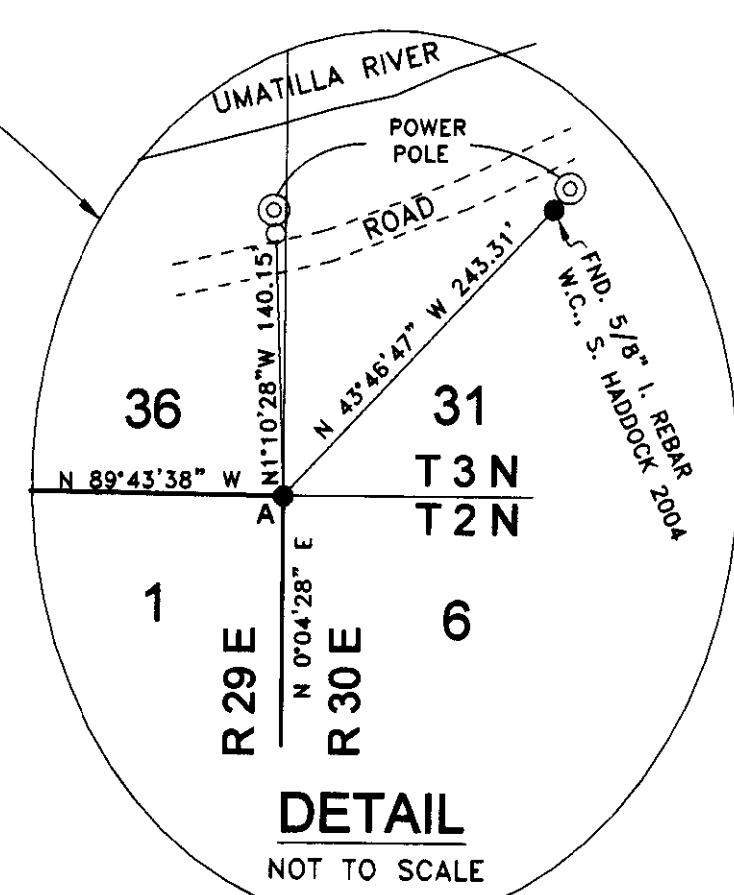 UMATILLA RIVER
POWER
POLE
ROAD
N1°10'28"W 140.15'
N 43°46'47" W 243.31'
FND. 5/8" I. REBAR
W.C., S. HADDOCK 2004
36
31
N 89°43'38" W
T 3 N
A
T 2 N
N 0°04'28" E
1
6
R 29 E
R 30 E
DETAIL
NOT TO SCALE